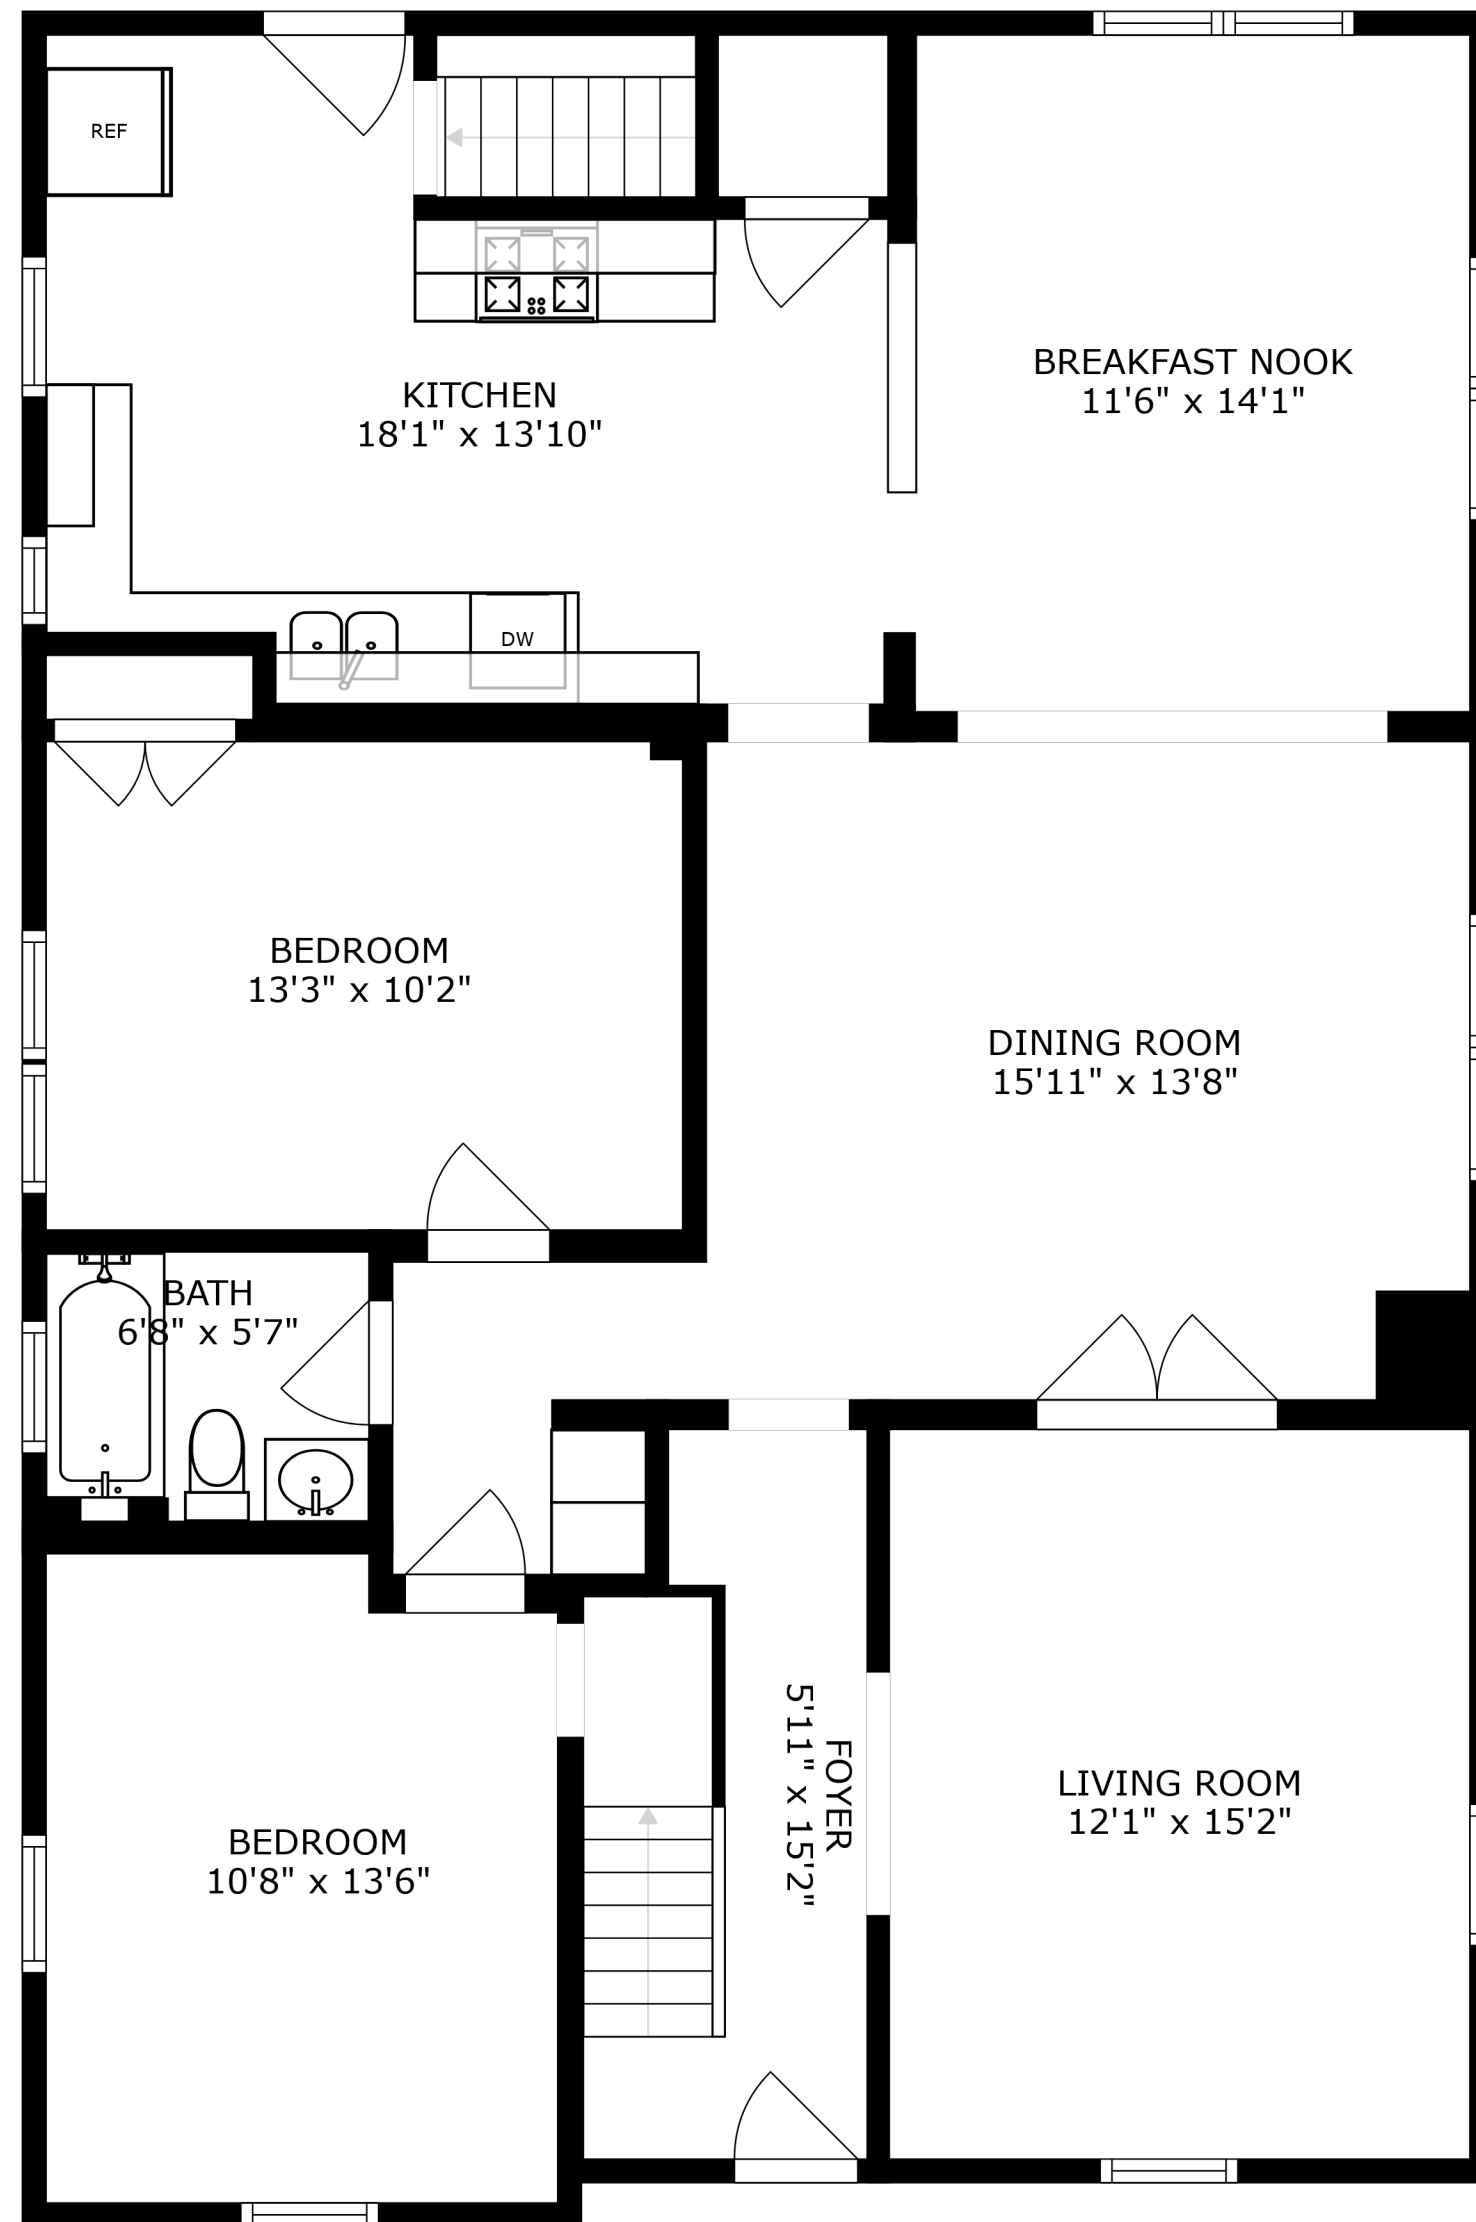 REF
BREAKFAST NOOK
11'6" x 14'1"
KITCHEN
18'1" x 13'10"
DW
BEDROOM
13'3" x 10'2"
DINING ROOM
15'11" x 13'8"
BATH
6'8" x 5'7"
FOYER
5'11" x 15'2"
LIVING ROOM
12'1" x 15'2"
BEDROOM
10'8" x 13'6"